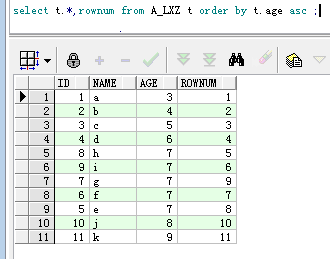 select t.*,rownum from A_LXZ t order by t.age asc ;
ID NAME AGE ROWNUM
1 1 a 3 1
2 2 b 4 2
3 3 c 5 3
4 4 d 6 4
5 8 h 7 5
6 9 i 7 6
7 7 g 7 9
8 6 f 7 7
9 5 e 7 8
10 10 j 8 10
11 11 k 9 11